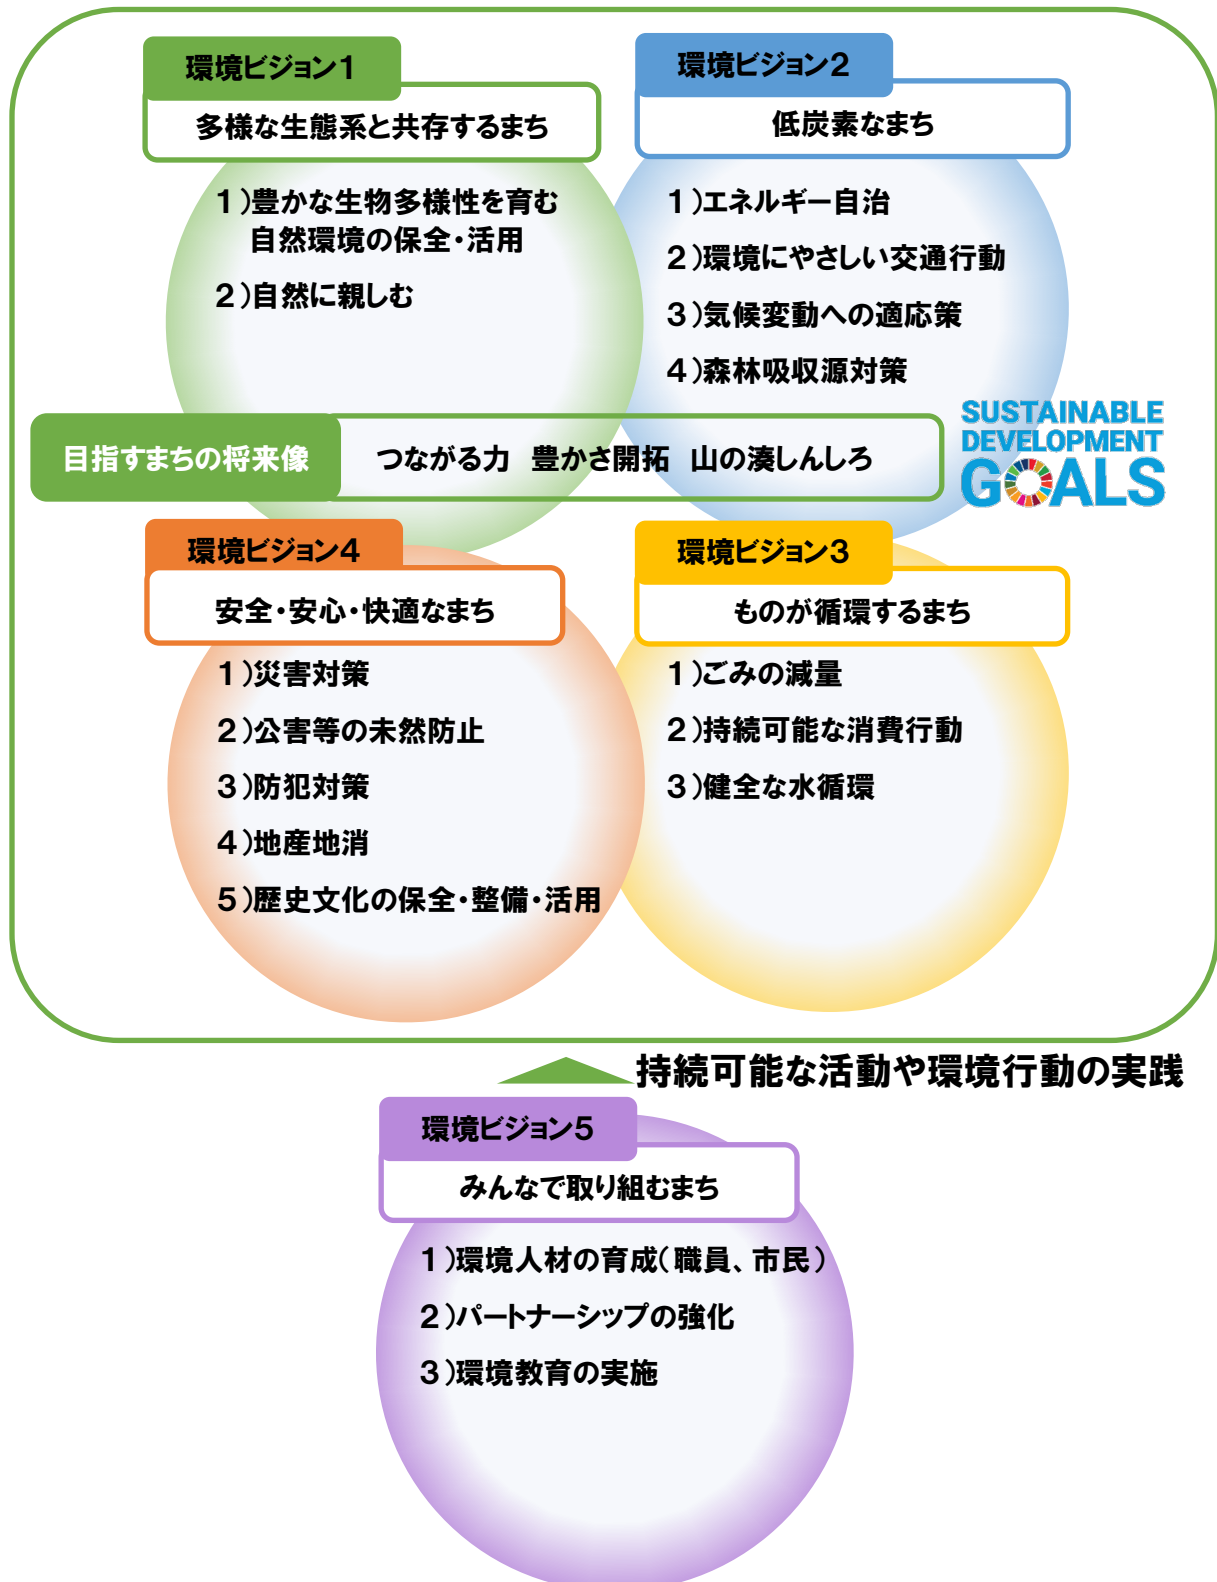 環境ビジョン1
多様な生態系と共存するまち
1)豊かな生物多様性を育む
自然環境の保全・活用
2)自然に親しむ
環境ビジョン2
低炭素なまち
1)エネルギー自治
2)環境にやさしい交通行動
3)気候変動への適応策
4)森林吸収源対策
目指すまちの将来像
つながる力 豊かさ開拓 山の湊しんしろ
SUSTAINABLE
DEVELOPMENT
GOALS
環境ビジョン4
安全・安心・快適なまち
1)災害対策
2)公害等の未然防止
3)防犯対策
4)地産地消
5)歴史文化の保全・整備・活用
環境ビジョン3
ものが循環するまち
1)ごみの減量
2)持続可能な消費行動
3)健全な水循環
持続可能な活動や環境行動の実践
環境ビジョン5
みんなで取り組むまち
1)環境人材の育成(職員、市民)
2)パートナーシップの強化
3)環境教育の実施